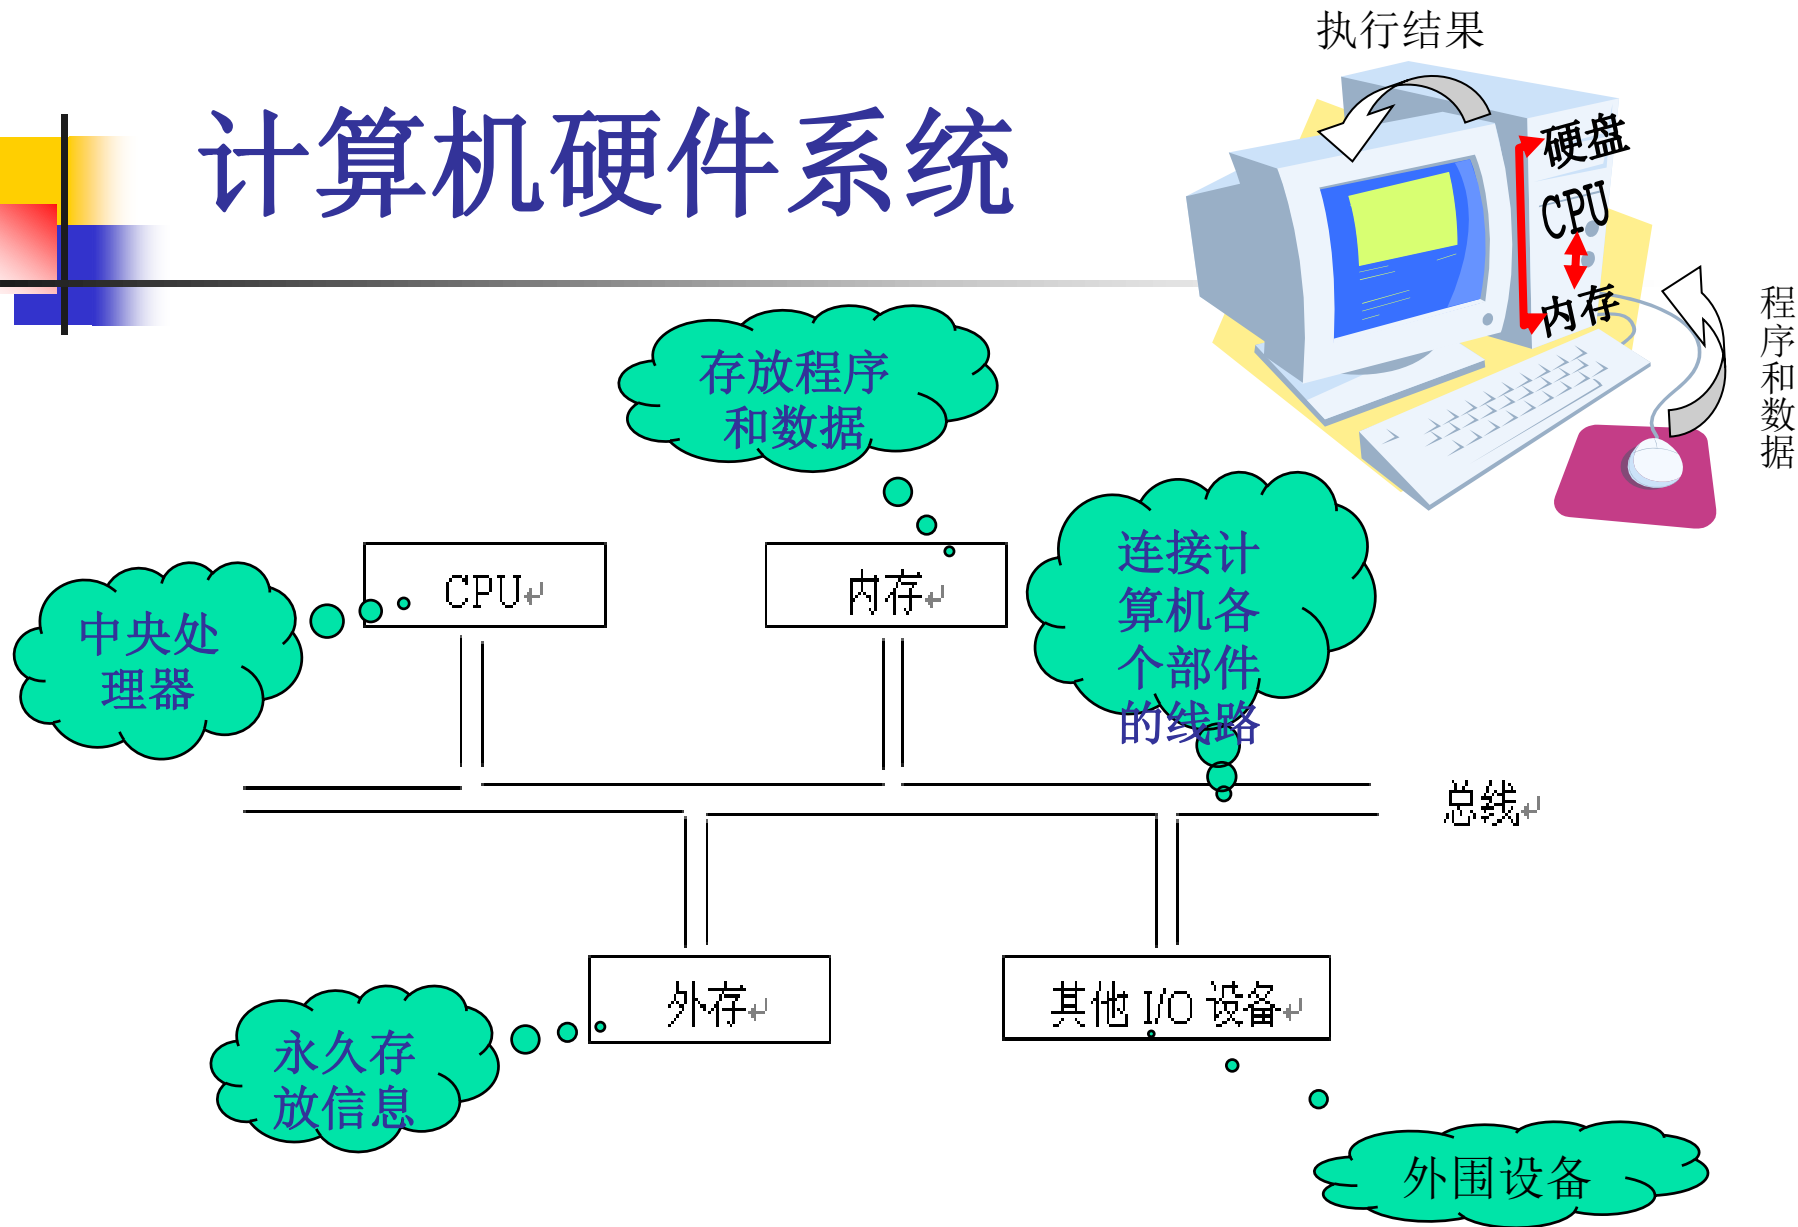 执行结果
计算机硬件系统
硬盘
CPU
内存
程序和数据
存放程序
和数据
连接计
算机各
个部件
的线路
CPU
内存
中央处
理器
总线
外存
其他 I/O 设备
永久存
放信息
外围设备